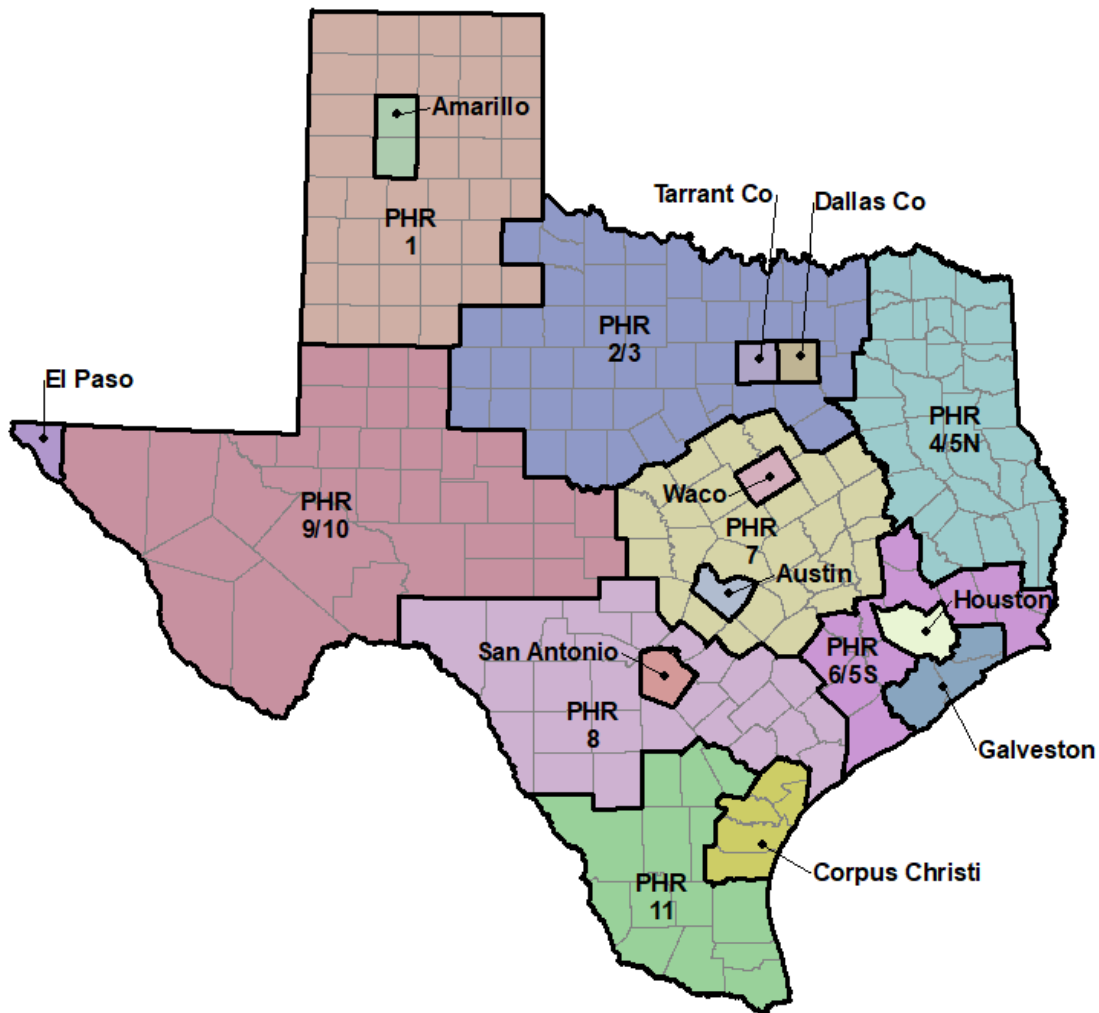 Amarillo
PHR
1
Tarrant Co
Dallas Co
PHR
2/3
El Paso
PHR
4/5N
Waco
PHR
9/10
PHR
7
Austin
Houston
San Antonio
PHR
6/5S
PHR
8
Galveston
Corpus Christi
PHR
11